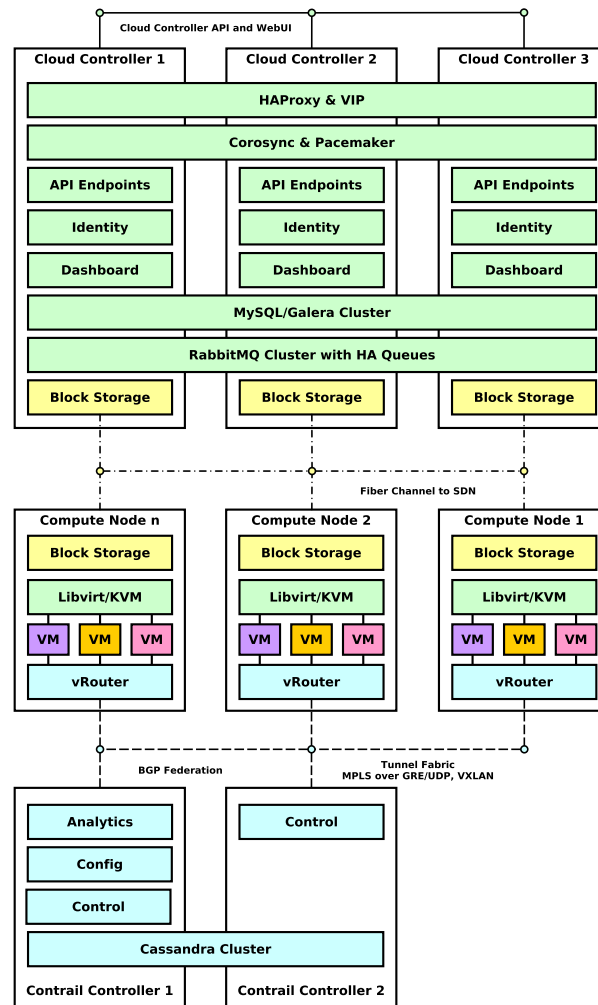 Cloud Controller API and WebUI
Cloud Controller 1
Cloud Controller 2
Cloud Controller 3
HAProxy & VIP
Corosync & Pacemaker
API Endpoints
API Endpoints
API Endpoints
Identity
Identity
Identity
Dashboard
Dashboard
Dashboard
MySQL/Galera Cluster
RabbitMQ Cluster with HA Queues
Block Storage
Block Storage
Block Storage
Fiber Channel to SDN
Compute Node n
Compute Node 2
Compute Node 1
Block Storage
Block Storage
Block Storage
Libvirt/KVM
Libvirt/KVM
Libvirt/KVM
VM
VM
VM
VM
VM
VM
VM
VM
VM
vRouter
vRouter
vRouter
BGP Federation
Tunnel Fabric
MPLS over GRE/UDP, VXLAN
Analytics
Control
Config
Control
Cassandra Cluster
Contrail Controller 1
Contrail Controller 2